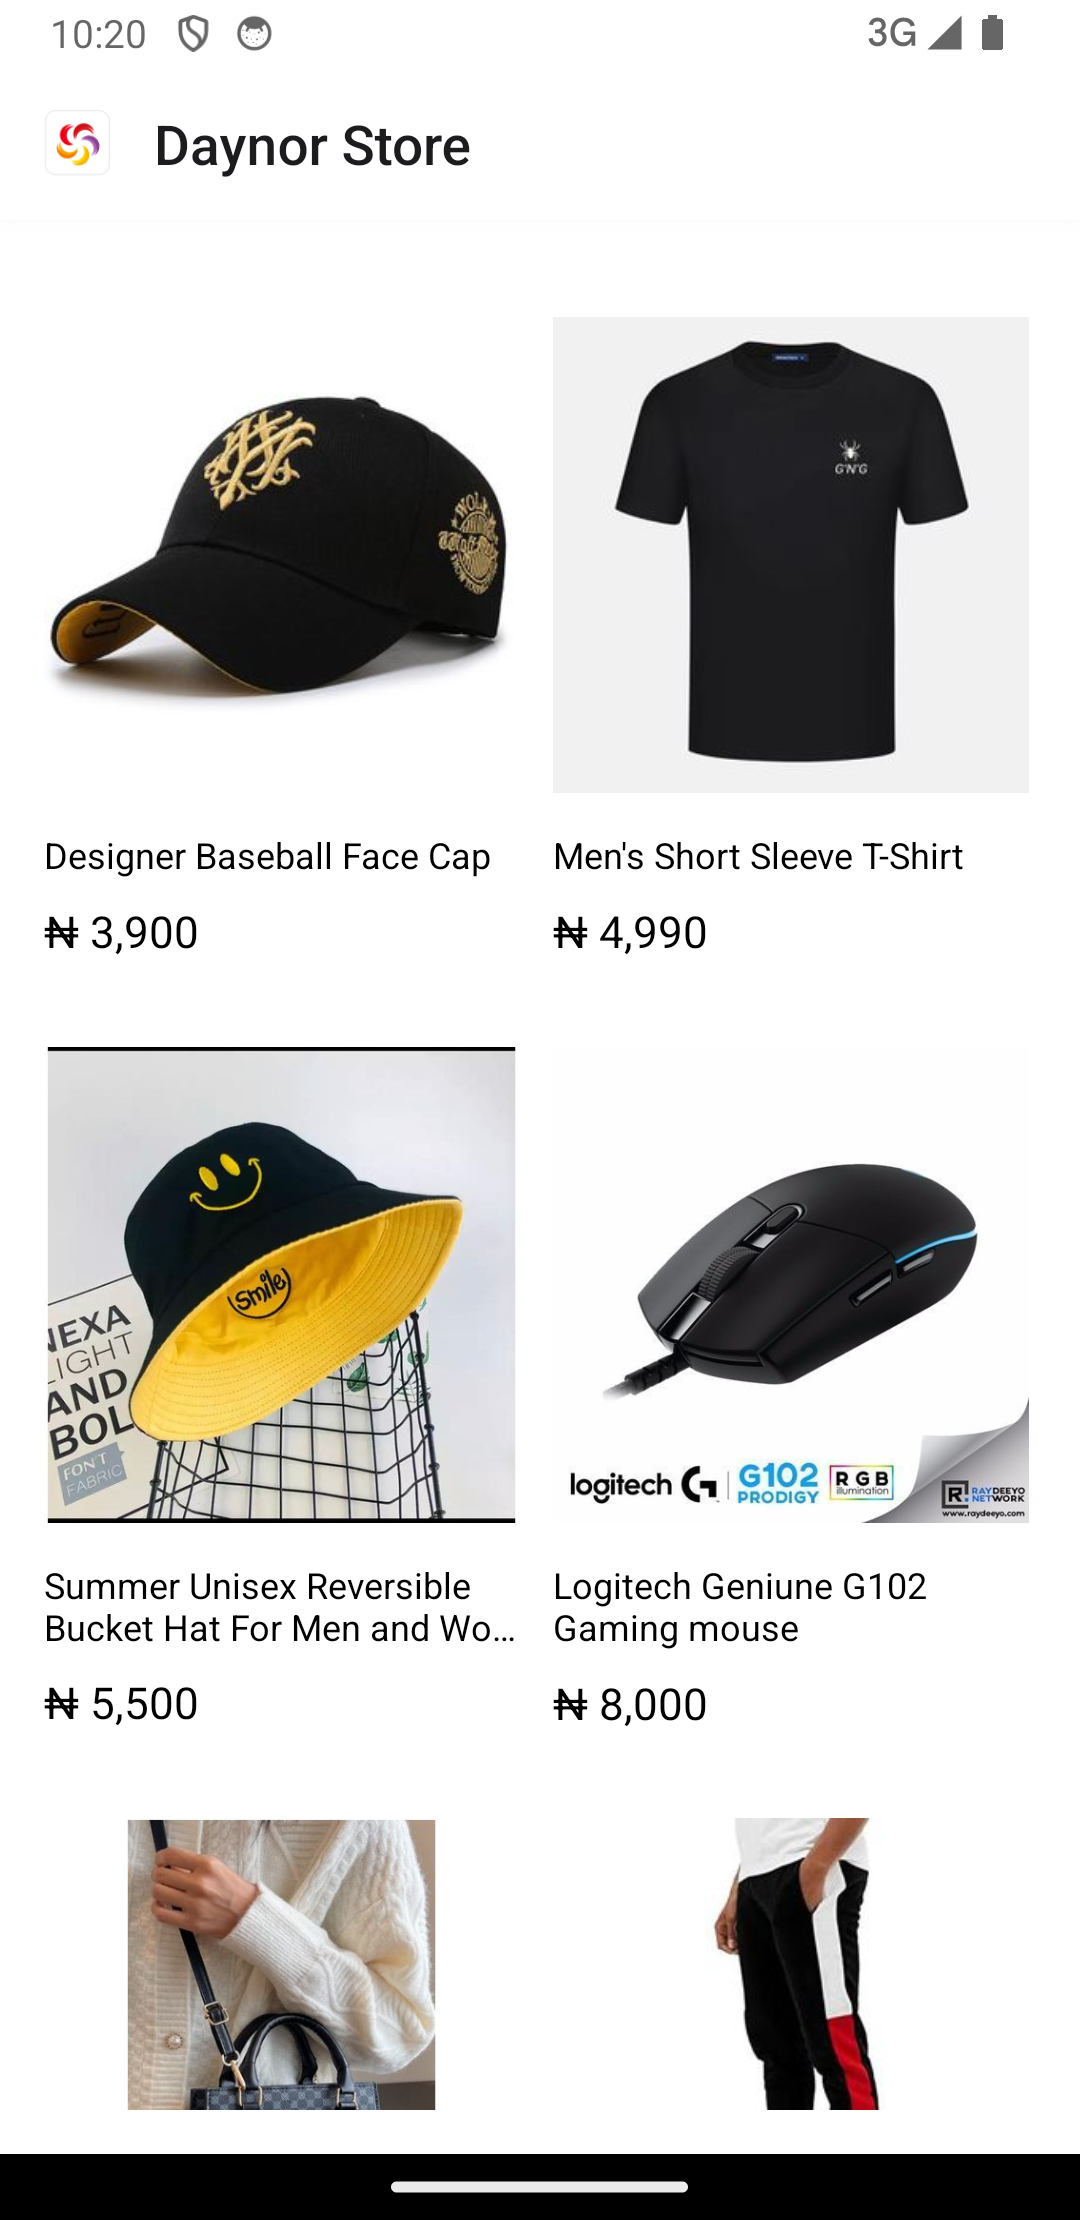 10:20
3G
Daynor Store
G'N'G
Designer Baseball Face Cap
₦ 3,900
Men's Short Sleeve T-Shirt
₦ 4,990
Smile
NEXA
LIGHT
AND
BOL
FONT
FABRIC
logitech G G102 PRODIGY RGB illumination
RAYDEEYO
NETWORK
www.raydeeyo.com
Summer Unisex Reversible
Bucket Hat For Men and Wo...
₦ 5,500
Logitech Geniune G102
Gaming mouse
₦ 8,000